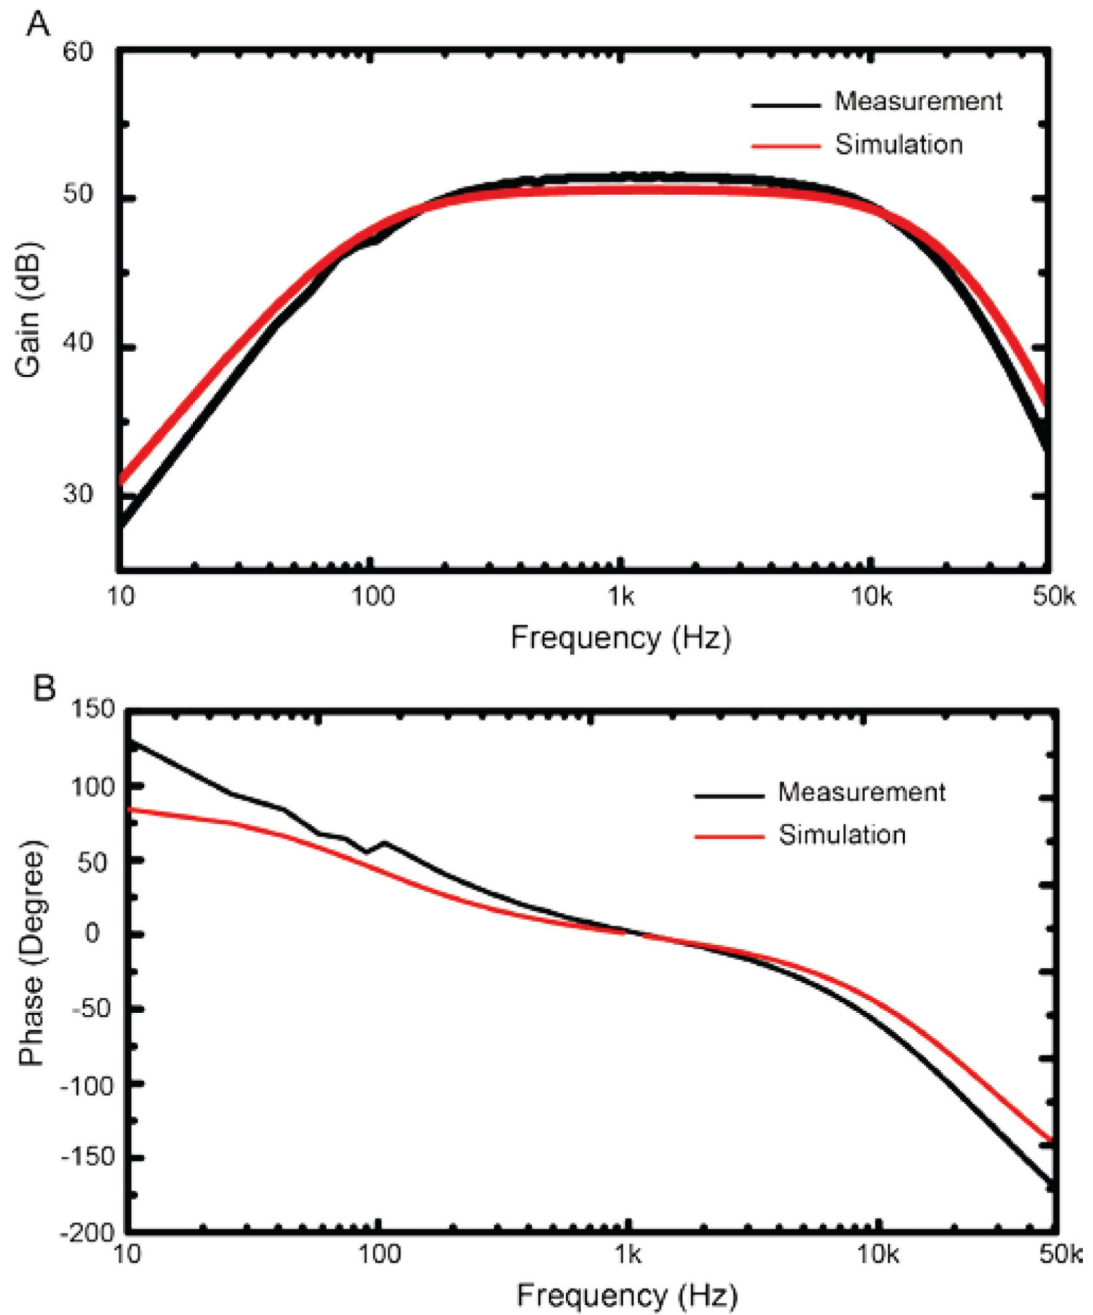 A
60
50
40
30
Gain (dB)
Measurement
Simulation
10 100 1k 10k 50k
Frequency (Hz)
B
150
100
50
0
-50
-100
-150
-200
Phase (Degree)
Measurement
Simulation
10 100 1k 10k 50k
Frequency (Hz)